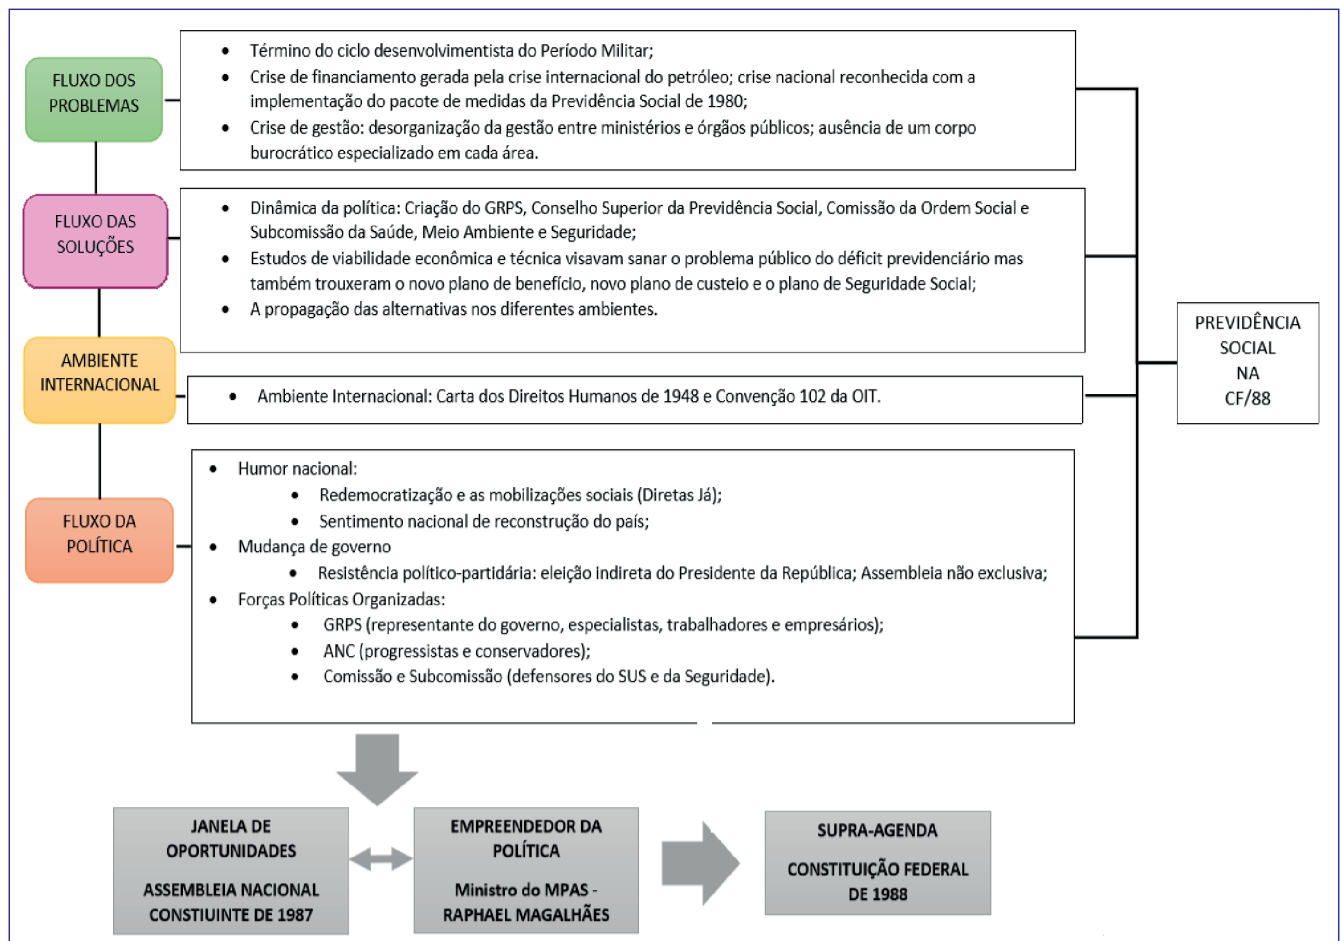 FLUXO DOS
PROBLEMAS
• Término do ciclo desenvolvimentista do Período Militar;
• Crise de financiamento gerada pela crise internacional do petróleo; crise nacional reconhecida com a
implementação do pacote de medidas da Previdência Social de 1980;
• Crise de gestão: desorganização da gestão entre ministérios e órgãos públicos; ausência de um corpo
burocrático especializado em cada área.
FLUXO DAS
SOLUÇÕES
• Dinâmica da política: Criação do GRPS, Conselho Superior da Previdência Social, Comissão da Ordem Social e
Subcomissão da Saúde, Meio Ambiente e Seguridade;
• Estudos de viabilidade econômica e técnica visavam sanar o problema público do déficit previdenciário mas
também trouxeram o novo plano de benefício, novo plano de custeio e o plano de Seguridade Social;
• A propagação das alternativas nos diferentes ambientes.
AMBIENTE
INTERNACIONAL
• Ambiente Internacional: Carta dos Direitos Humanos de 1948 e Convenção 102 da OIT.
FLUXO DA
POLÍTICA
• Humor nacional:
• Redemocratização e as mobilizações sociais (Diretas Já);
• Sentimento nacional de reconstrução do país;
• Mudança de governo
• Resistência político-partidária: eleição indireta do Presidente da República; Assembleia não exclusiva;
• Forças Políticas Organizadas:
• GRPS (representante do governo, especialistas, trabalhadores e empresários);
• ANC (progressistas e conservadores);
• Comissão e Subcomissão (defensores do SUS e da Seguridade).
PREVIDÊNCIA
SOCIAL
NA
CF/88
JANELA DE
OPORTUNIDADES
ASSEMBLEIA NACIONAL
CONSTIUINTE DE 1987
EMPREENDEDOR DA
POLÍTICA
Ministro do MPAS -
RAPHAEL MAGALHÃES
SUPRA-AGENDA
CONSTITUIÇÃO FEDERAL
DE 1988